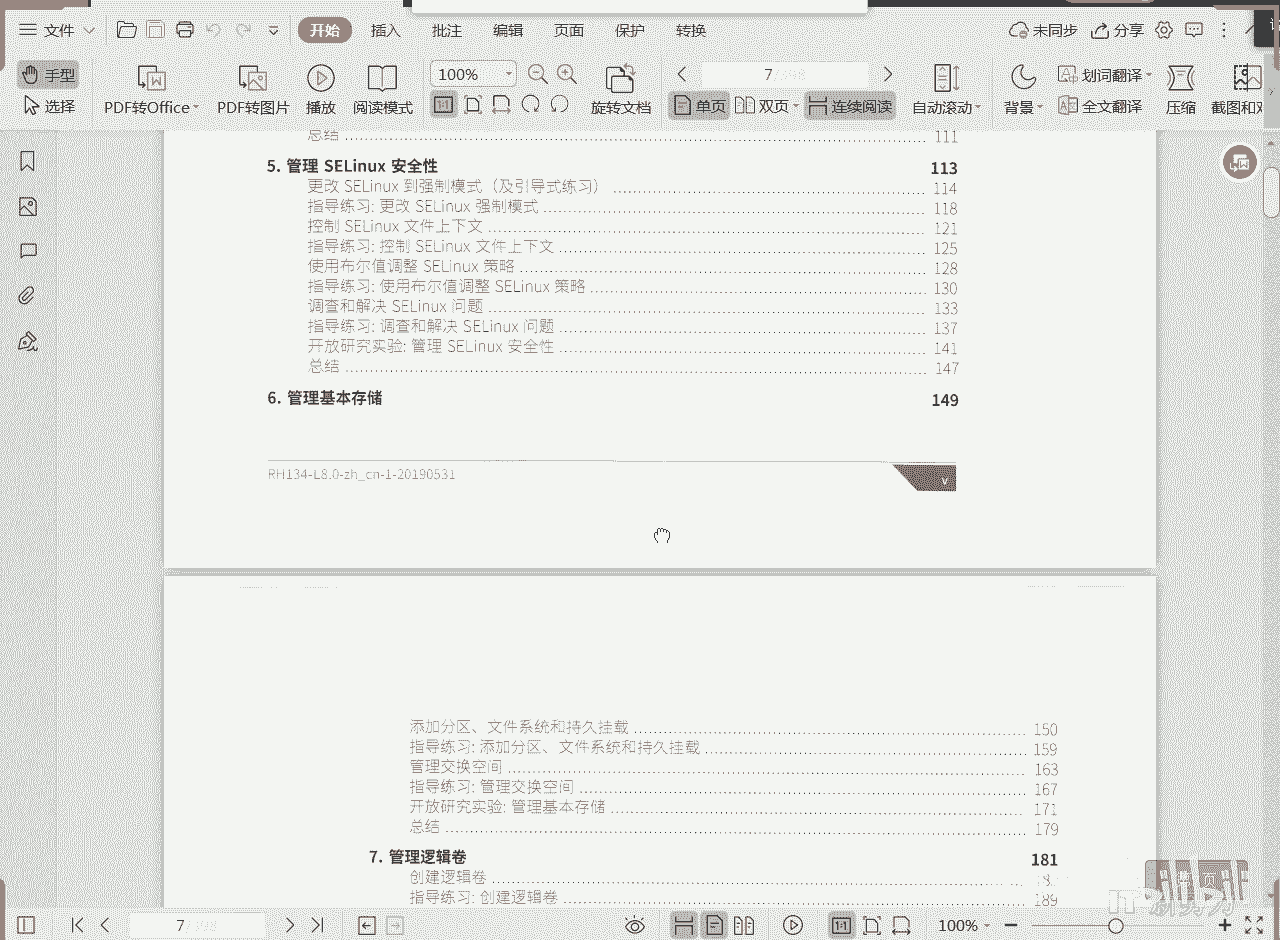 文件
开始
插入
批注
编辑
页面
保护
转换
未同步
分享
手型
选择
PDF转Office
PDF转图片
播放
阅读模式
100%
旋转文档
7/398
单页
双页
连续阅读
自动滚动
背景
划词翻译
全文翻译
压缩
总结 111
5. 管理 SELinux 安全性 113
更改 SELinux 到强制模式（及引导式练习） 114
指导练习: 更改 SELinux 强制模式 118
控制 SELinux 文件上下文 121
指导练习: 控制 SELinux 文件上下文 125
使用布尔值调整 SELinux 策略 128
指导练习: 使用布尔值调整 SELinux 策略 130
调查和解决 SELinux 问题 133
指导练习: 调查和解决 SELinux 问题 137
开放研究实验: 管理 SELinux 安全性 141
总结 147
6. 管理基本存储 149
RH134-L8.0-zh_cn-1-20190531 v
添加分区、文件系统和持久挂载 150
指导练习: 添加分区、文件系统和持久挂载 159
管理交换空间 163
指导练习: 管理交换空间 167
开放研究实验: 管理基本存储 171
总结 179
7. 管理逻辑卷 181
创建逻辑卷
指导练习: 创建逻辑卷 189
7/398
100%